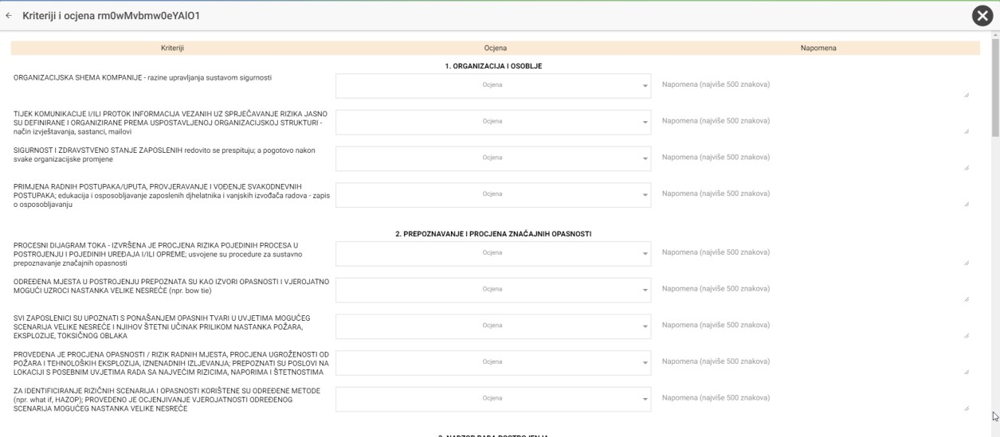 Kriteriji i ocjena rm0wMvbmw0eYAlO1
Kriteriji Ocjena Napomena
1. ORGANIZACIJA I OSOBLJE
ORGANIZACIJSKA SHEMA KOMPANIJE - razine upravljanja sustavom sigurnosti
Ocjena
Napomena (najviše 500 znakova)
TIJEK KOMUNIKACIJE I/ILI PROTOK INFORMACIJA VEZANIH UZ SPRJEČAVANJE RIZIKA JASNO
SU DEFINIRANE I ORGANIZIRANE PREMA USPOSTAVLJENOJ ORGANIZACIJSKOJ STRUKTURI -
način izvještavanja, sastanci, mailovi
Ocjena
Napomena (najviše 500 znakova)
SIGURNOST I ZDRAVSTVENO STANJE ZAPOSLENIH redovito se prespituju; a pogotovo nakon
svake organizacijske promjene
Ocjena
Napomena (najviše 500 znakova)
PRIMJENA RADNIH POSTUPAKA/UPUTA, PROVJERAVANJE I VOĐENJE SVAKODNEVNIH
POSTUPAKA; edukacija i osposobljavanje zaposlenih djhelatnika i vanjskih izvođača radova - zapis
o osposobljavanju
Ocjena
Napomena (najviše 500 znakova)
2. PREPOZNAVANJE I PROCJENA ZNAČAJNIH OPASNOSTI
PROCESNI DIJAGRAM TOKA - IZVRŠENA JE PROCJENA RIZIKA POJEDINIH PROCESA U
POSTROJENJU I POJEDINIH UREĐAJA I/ILI OPREME; usvojene su procedure za sustavno
prepoznavanje značajnih opasnosti
Ocjena
Napomena (najviše 500 znakova)
ODREĐENA MJESTA U POSTROJENJU PREPOZNATA SU KAO IZVORI OPASNOSTI I VJEROJATNO
MOGUĆI UZROCI NASTANKA VELIKE NESREĆE (npr. bow tie)
Ocjena
Napomena (najviše 500 znakova)
SVI ZAPOSLENICI SU UPOZNATI S PONAŠANJEM OPASNIH TVARI U UVJETIMA MOGUĆEG
SCENARIJA VELIKE NESREĆE I NJIHOV ŠTETNI UČINAK PRILIKOM NASTANKA POŽARA,
EKSPLOZIJE, TOKSIČNOG OBLAKA
Ocjena
Napomena (najviše 500 znakova)
PROVEDENA JE PROCJENA OPASNOSTI / RIZIK RADNIH MJESTA, PROCJENA UGROŽENOSTI OD
POŽARA I TEHNOLOŠKIH EKSPLOZIJA, IZNENADNIH IZLJEVANJA; PREPOZNATI SU POSLOVI NA
LOKACIJI S POSEBNIM UVJETIMA RADA SA NAJVEĆIM RIZICIMA, NAPORIMA I ŠTETNOSTIMA
Ocjena
Napomena (najviše 500 znakova)
ZA IDENTIFICIRANJE RIZIČNIH SCENARIJA I OPASNOSTI KORIŠTENE SU ODREĐENE METODE
(npr. what if, HAZOP); PROVEDENO JE OCJENJIVANJE VJEROJATNOSTI ODREĐENOG
SCENARIJA MOGUĆEG NASTANKA VELIKE NESREĆE
Ocjena
Napomena (najviše 500 znakova)
3. NADZOR RADA POSTROJENJA